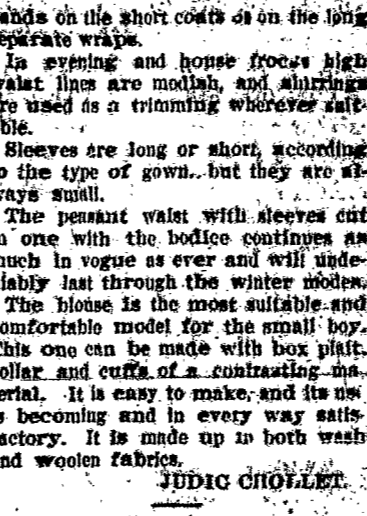 ands on the short coats or on the long
eparate wraps.
In evening and house frocks high
waist lines are modish, and shirrings
re used as a trimming wherever suit-
ble.
Sleeves are long or short, according
o the type of gown, but they are al-
ways small.
The peasant waist with sleeves cut
n one with the bodice continues as
much in vogue as ever and will unde-
iably last through the winter modes.
The blouse is the most suitable and
omfortable model for the small boy.
This one can be made with box plait,
ollar and cuffs of a contrasting ma-
erial. It is easy to make, and its us
s becoming and in every way satis-
actory. It is made up in both wash
nd woolen fabrics.
JUDIC CHOLLET.